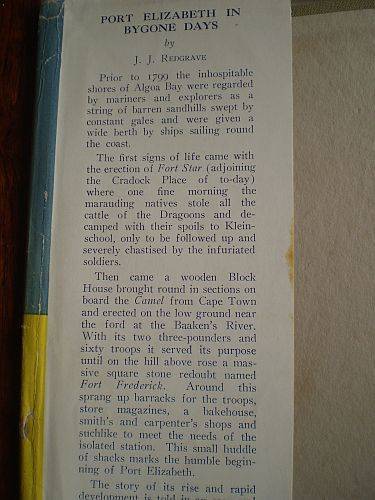 PORT ELIZABETH IN
BYGONE DAYS
by
J. J. REDGRAVE
Prior to 1799 the inhospitable
shores of Algoa Bay were regarded
by mariners and explorers as a
string of barren sandhills swept by
constant gales and were given a
wide berth by ships sailing round
the coast.
The first signs of life came with
the erection of Fort Star (adjoining
the Cradock Place of to-day)
where one fine morning the
marauding natives stole all the
cattle of the Dragoons and de-
camped with their spoils to Klein-
school, only to be followed up and
severely chastised by the infuriated
soldiers.
Then came a wooden Block
House brought round in sections on
board the Camel from Cape Town
and erected on the low ground near
the ford at the Baaken's River.
With its two three-pounders and
sixty troops it served its purpose
until on the hill above rose a mas-
sive square stone redoubt named
Fort Frederick. Around this
sprang up barracks for the troops,
store magazines, a bakehouse,
smith's and carpenter's shops and
suchlike to meet the needs of the
isolated station. This small huddle
of shacks marks the humble begin-
ning of Port Elizabeth.
The story of its rise and rapid
development is told in